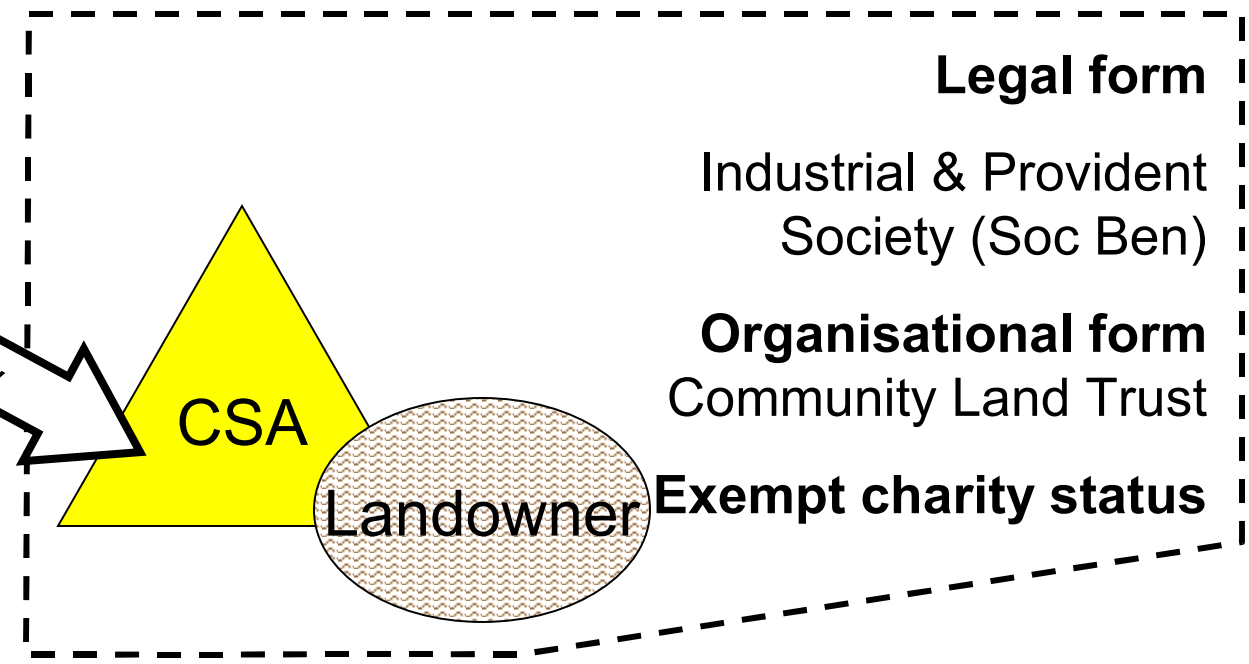 Legal form
Industrial & Provident
Society (Soc Ben)
Organisational form
Community Land Trust
Exempt charity status
CSA
Landowner